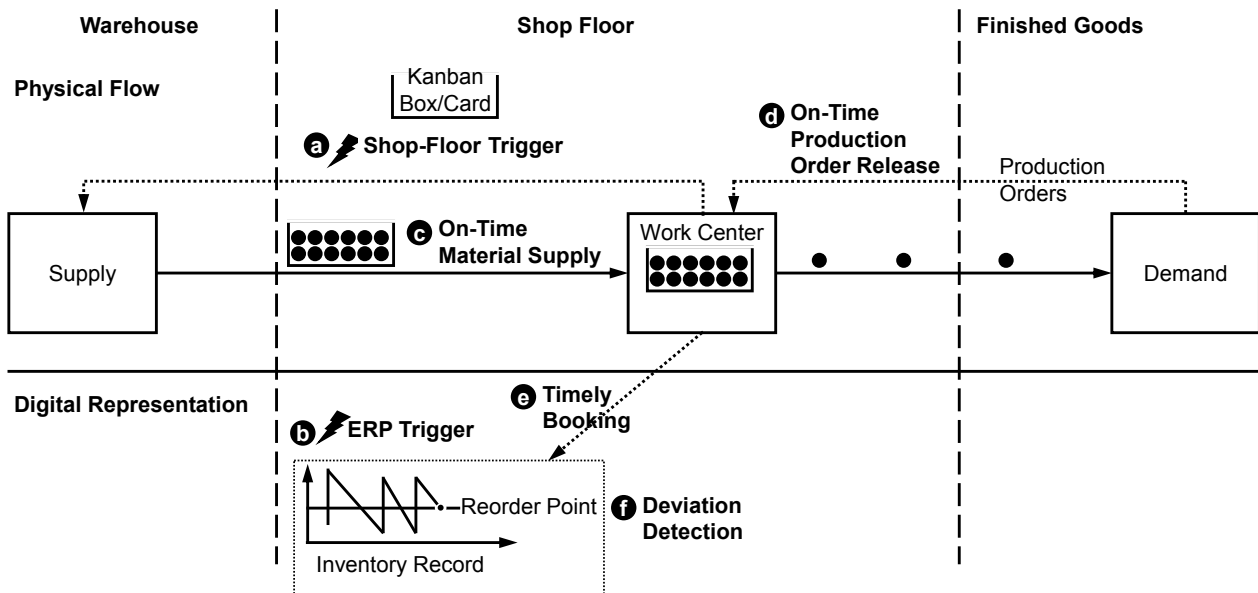 Warehouse
Shop Floor
Finished Goods
Physical Flow
Kanban
Box/Card
a Shop-Floor Trigger
d On-Time
Production
Order Release
Production
Orders
Supply
c On-Time
Material Supply
Work Center
Demand
Digital Representation
e Timely
Booking
b ERP Trigger
Reorder Point
f Deviation
Detection
Inventory Record